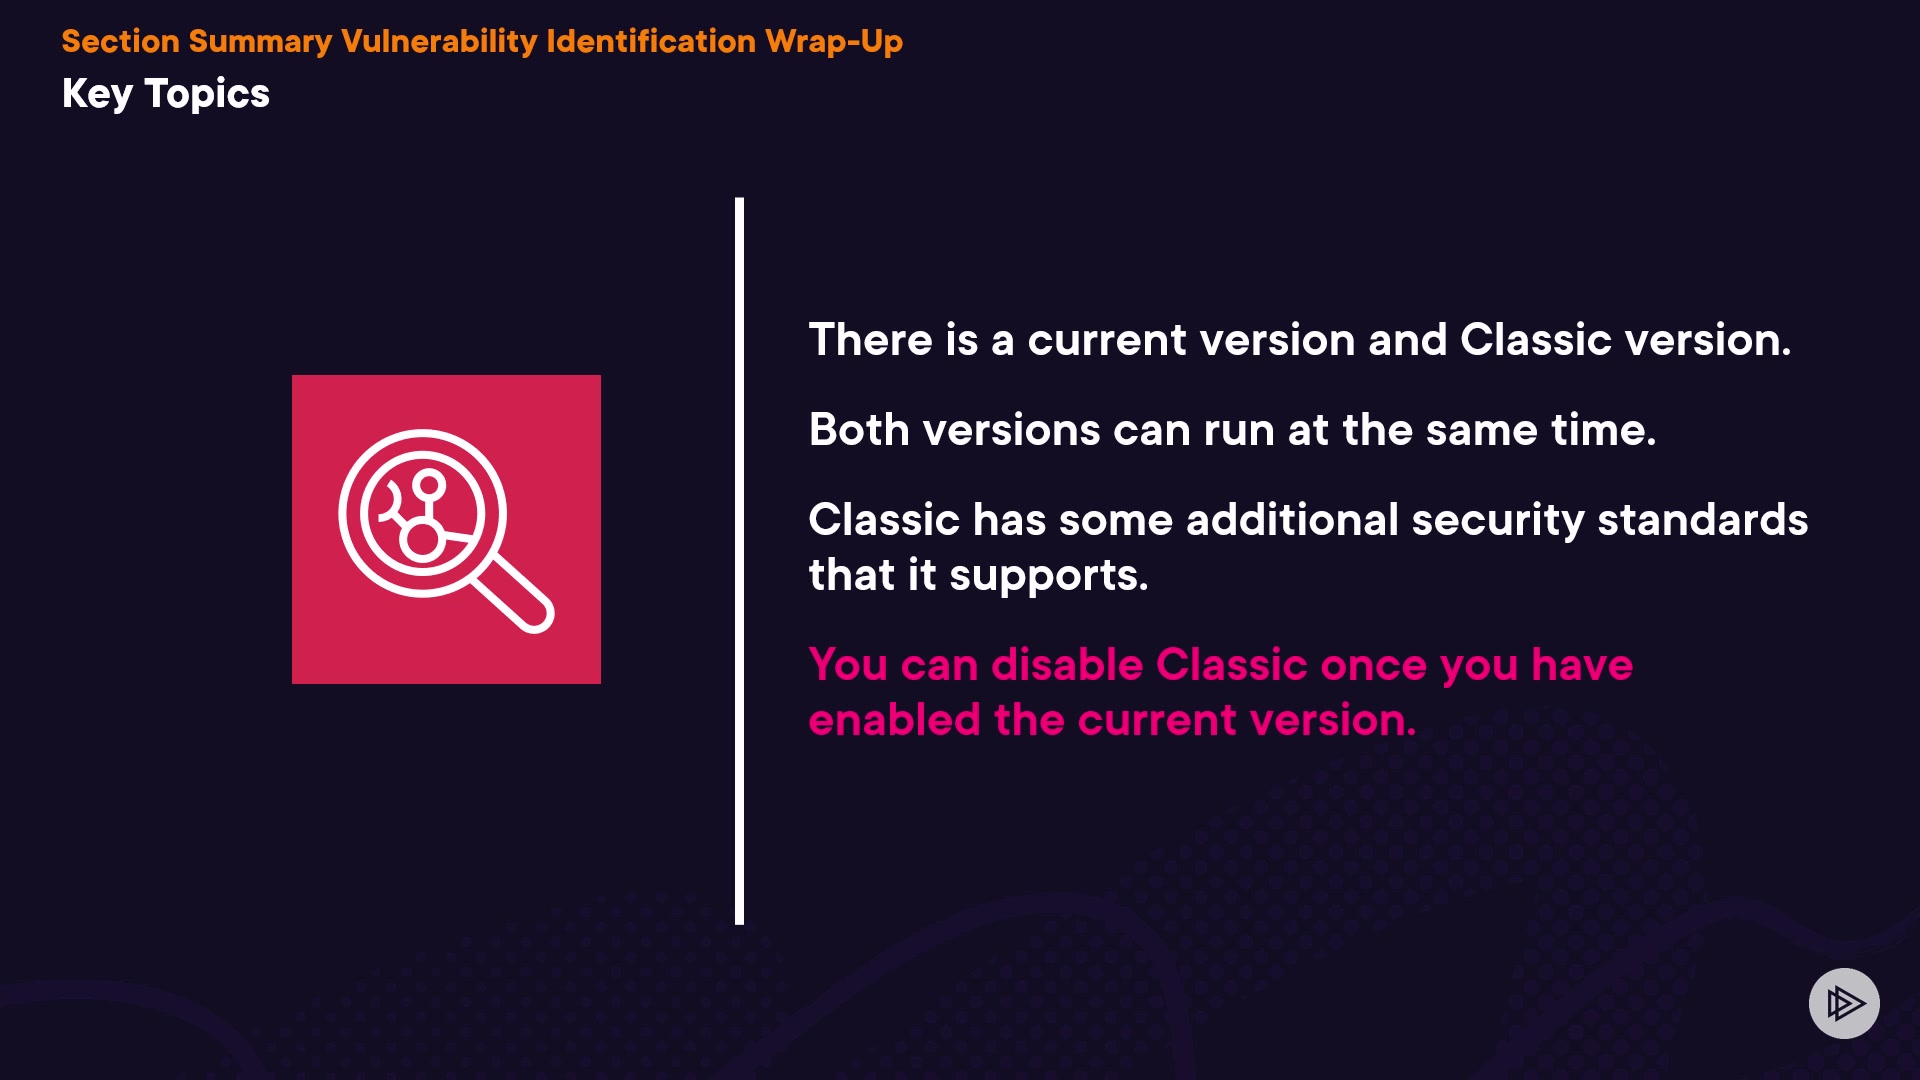 Section Summary Vulnerability Identification Wrap-Up
Key Topics
There is a current version and Classic version.
Both versions can run at the same time.
Classic has some additional security standards
that it supports.
You can disable Classic once you have
enabled the current version.